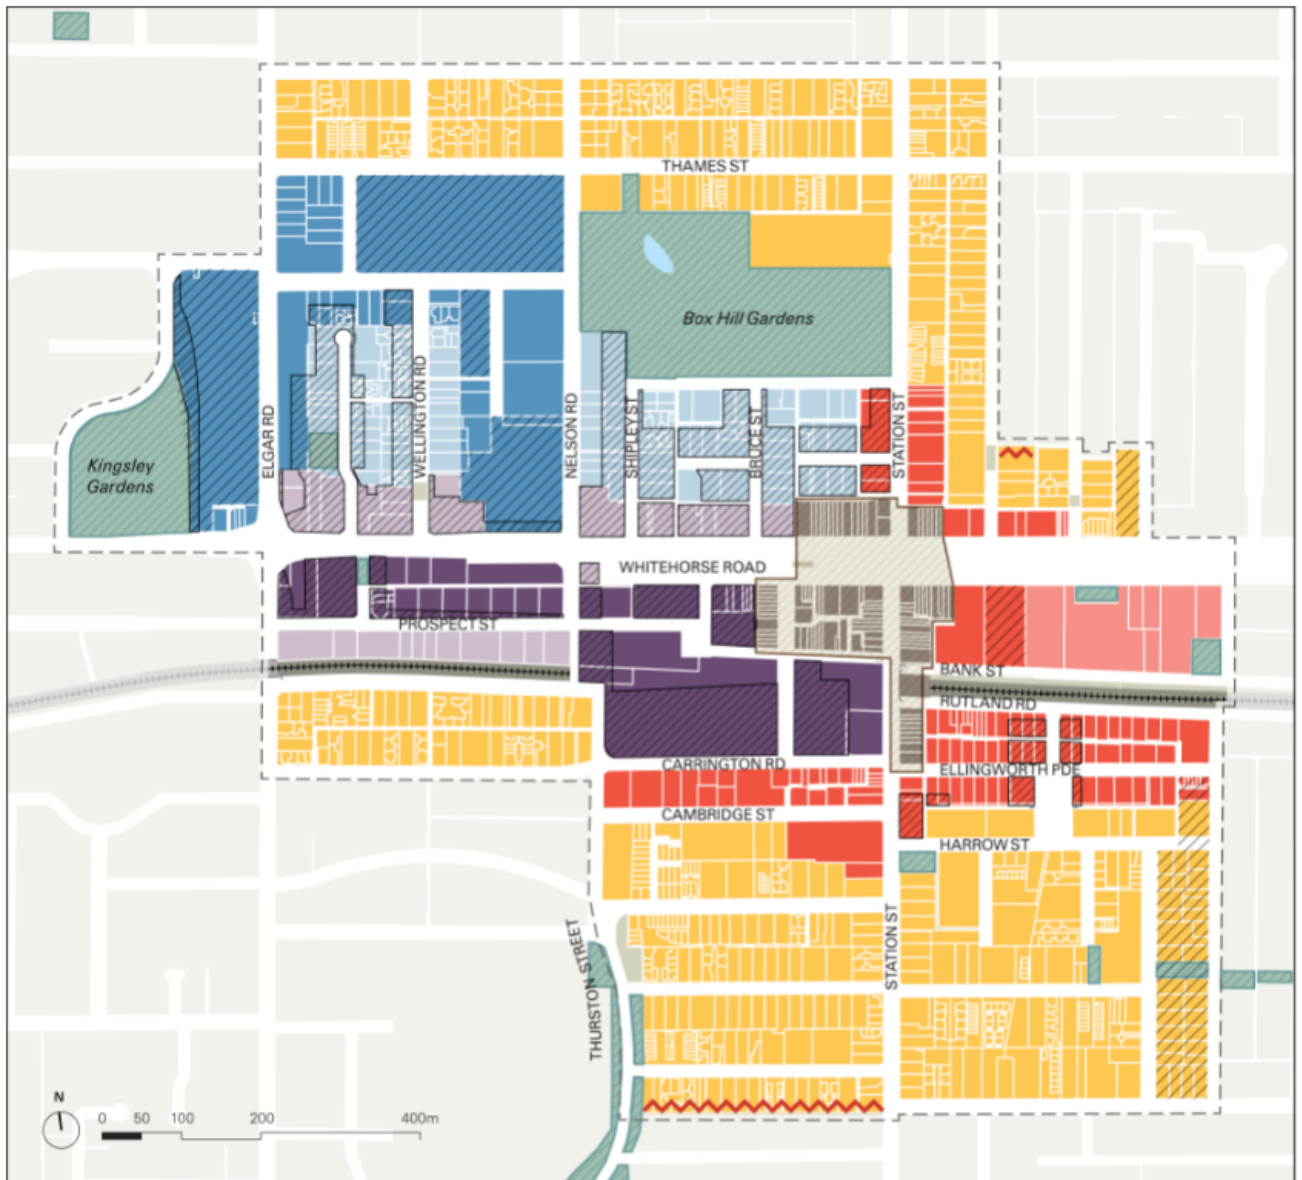 THAMES ST
Box Hill Gardens
Kingsley
Gardens
ELGAR RD
WELLINGTON RD
NELSON RD
SHIPLEY ST
BRUCE ST
STATION ST
WHITEHORSE ROAD
PROSPECT ST
BANK ST
RUTLAND RD
CARRINGTON RD
ELLINGWORTH PDE
CAMBRIDGE ST
HARROW ST
STATION ST
THURSTON STREET
N
0 50 100 200 400m